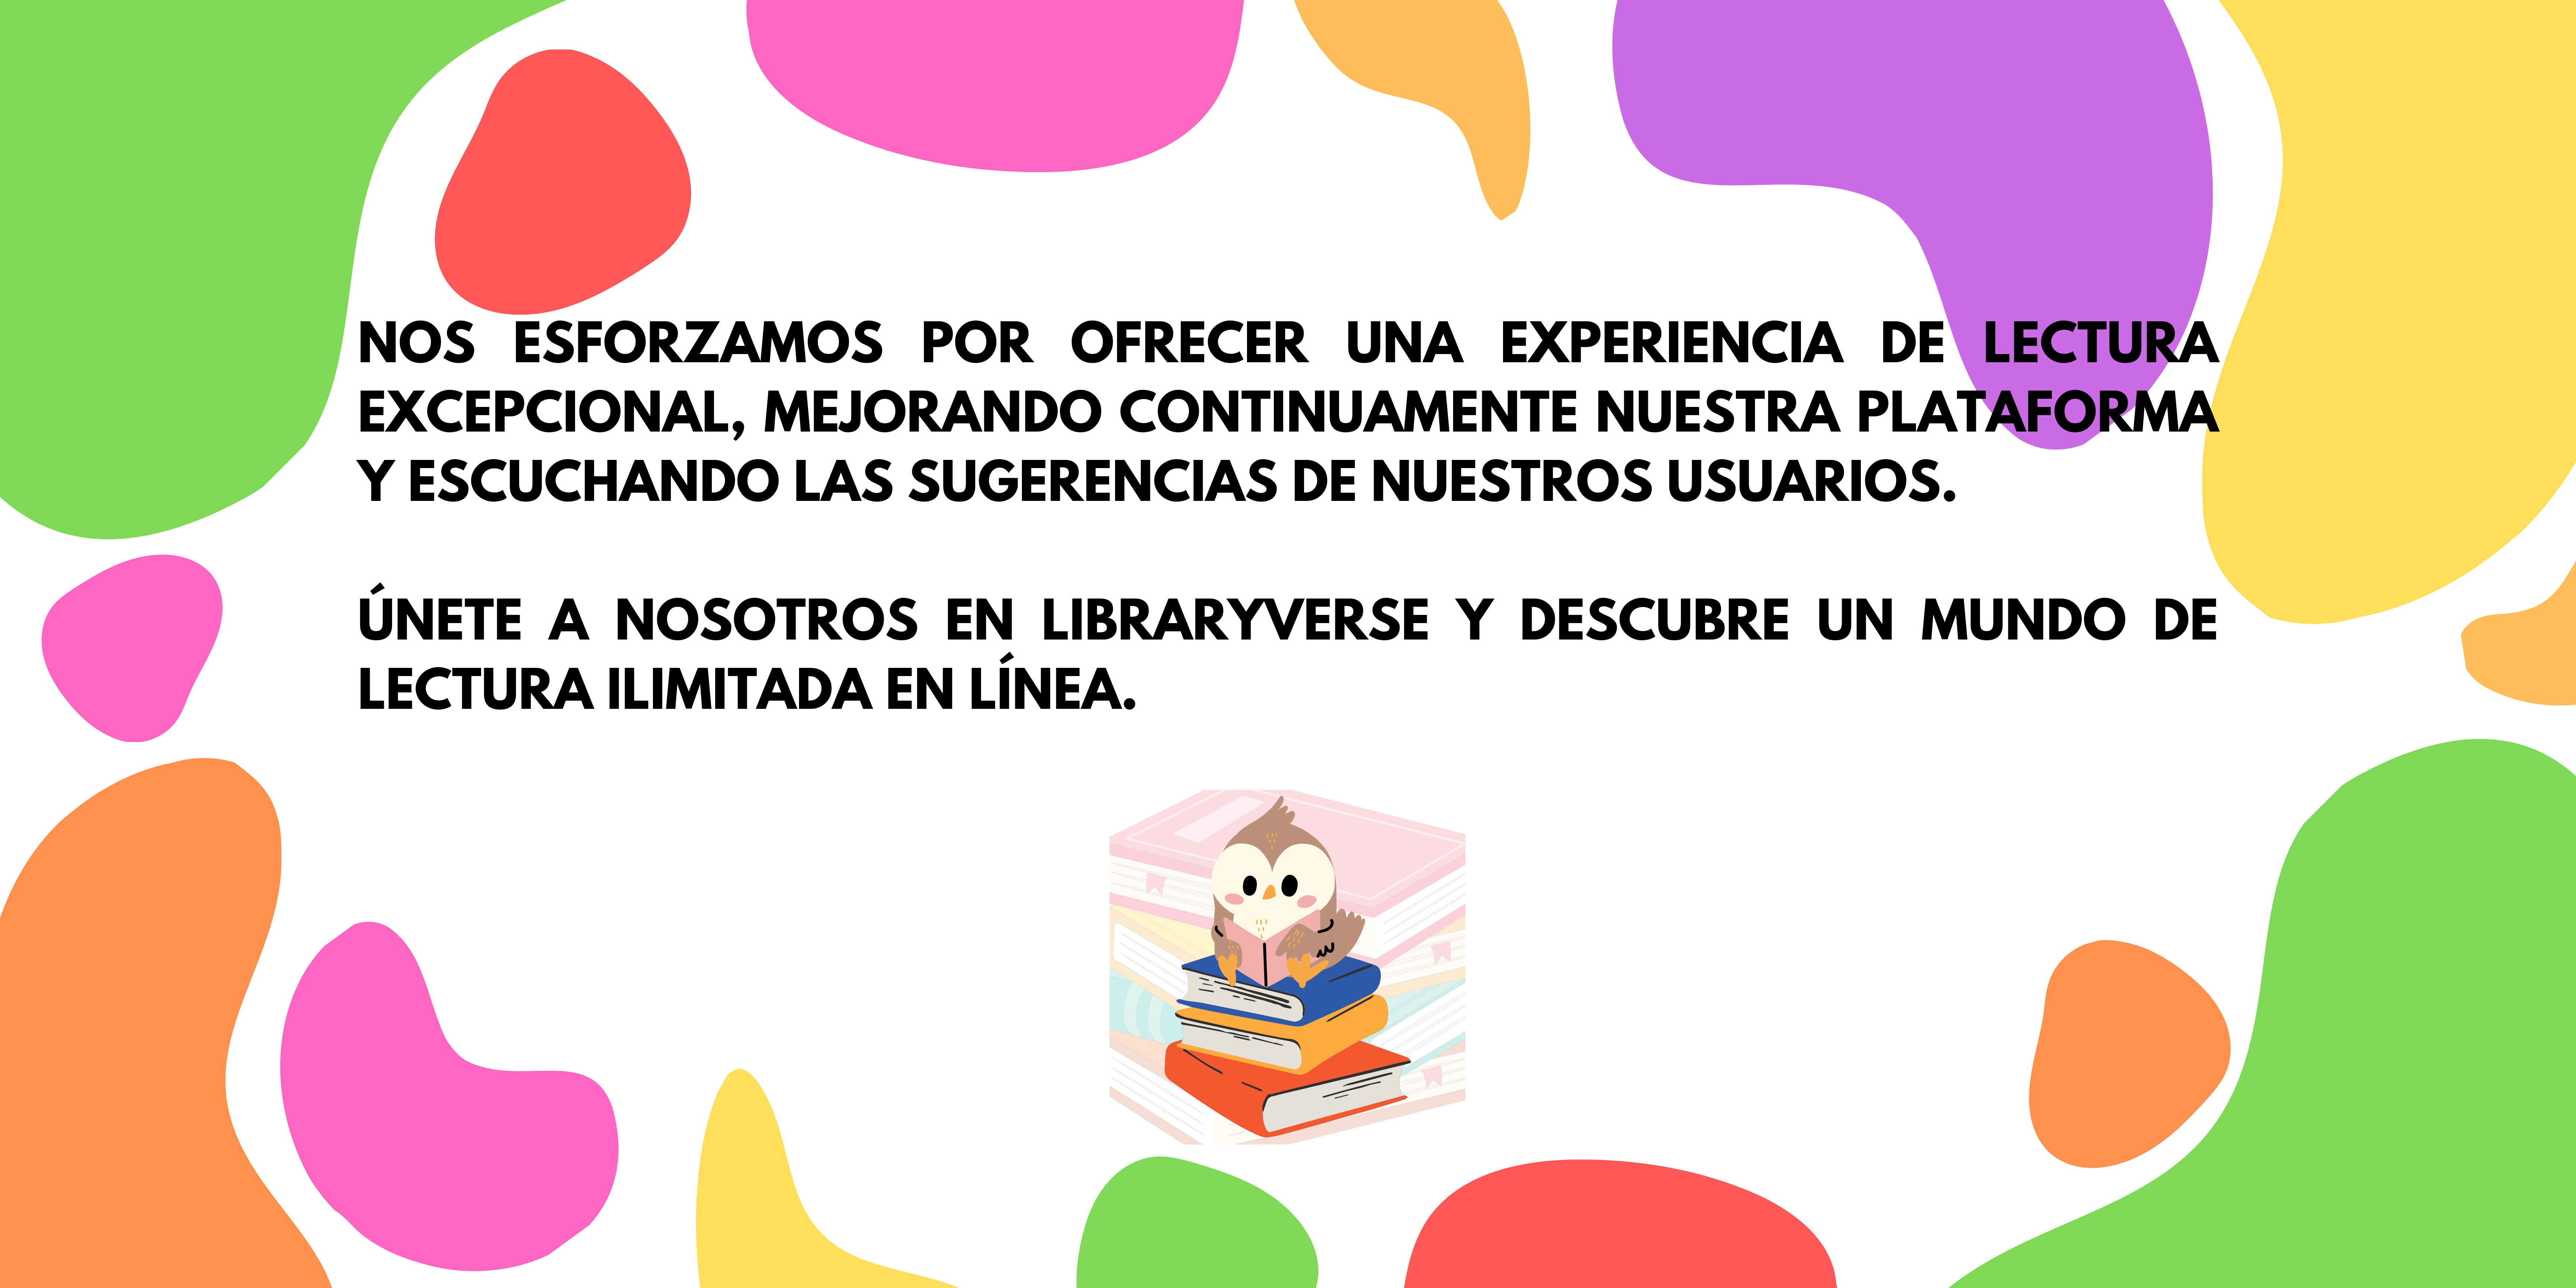 NOS ESFORZAMOS POR OFRECER UNA EXPERIENCIA DE LECTURA
EXCEPCIONAL, MEJORANDO CONTINUAMENTE NUESTRA PLATAFORMA
Y ESCUCHANDO LAS SUGERENCIAS DE NUESTROS USUARIOS.
ÚNETE A NOSOTROS EN LIBRARYVERSE Y DESCUBRE UN MUNDO DE
LECTURA ILIMITADA EN LÍNEA.